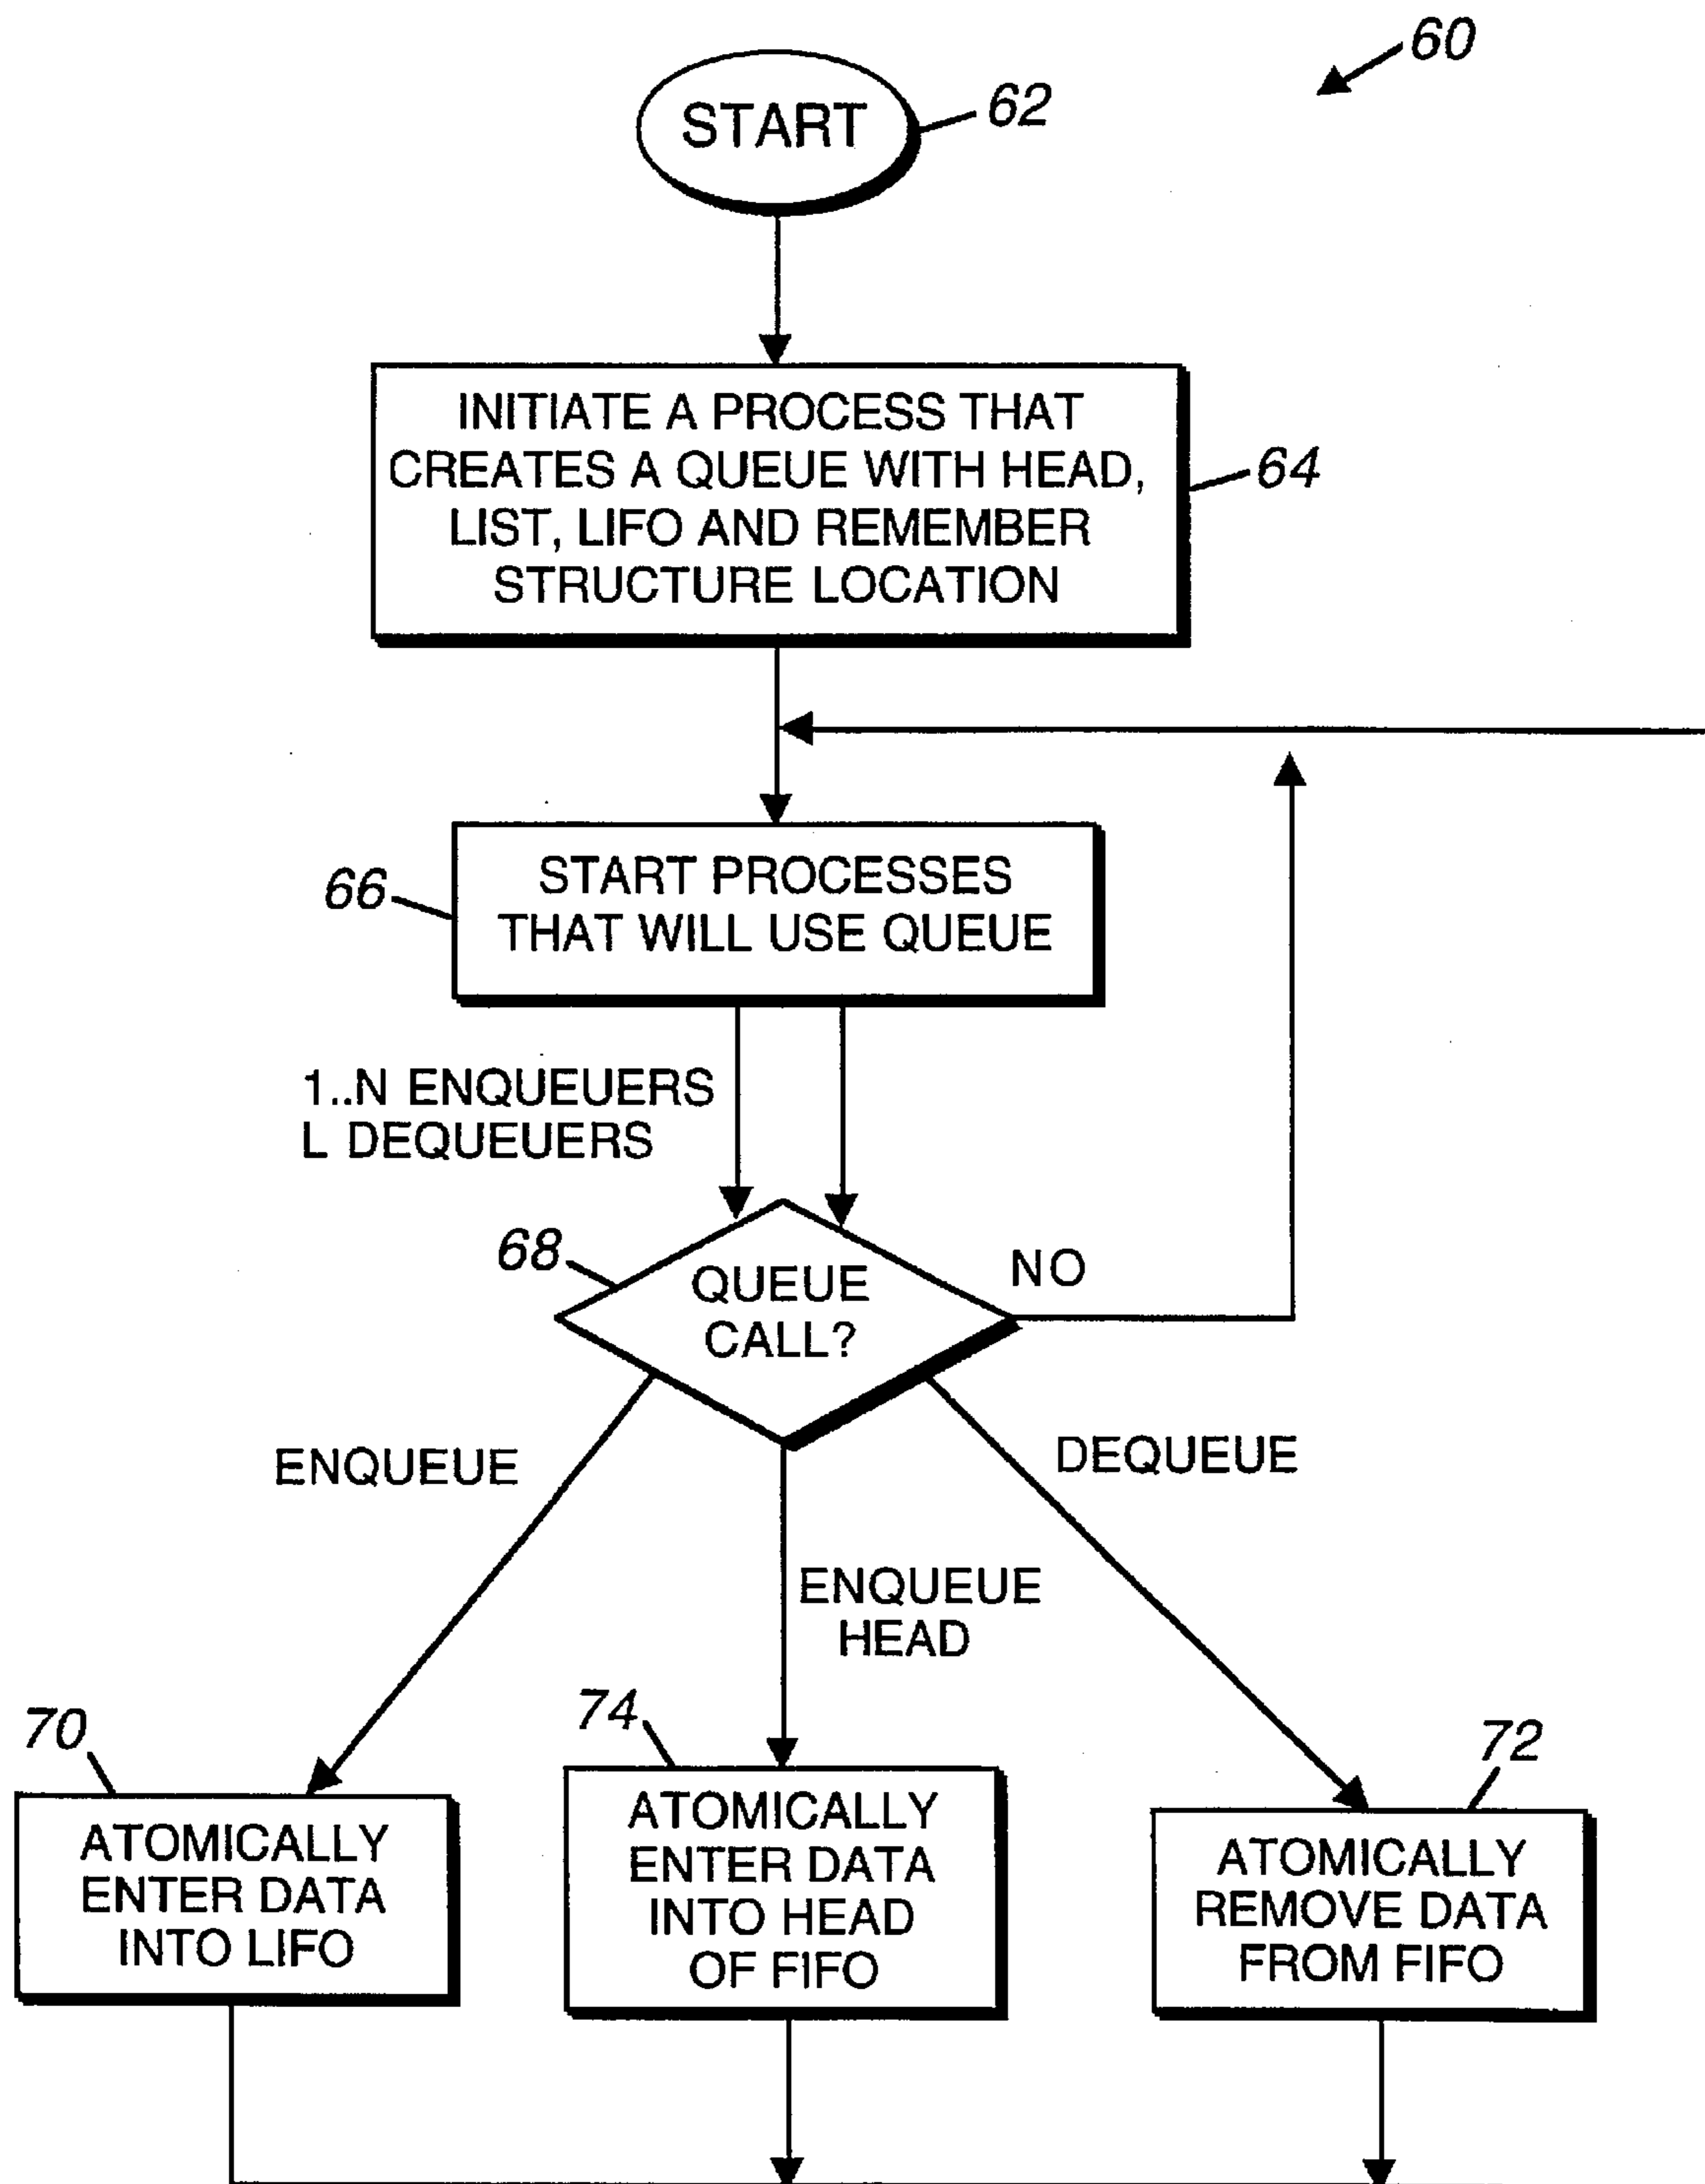 60
START
62
INITIATE A PROCESS THAT
CREATES A QUEUE WITH HEAD,
LIST, LIFO AND REMEMBER
STRUCTURE LOCATION
64
66
START PROCESSES
THAT WILL USE QUEUE
1..N ENQUEUERS
L DEQUEUERS
68
QUEUE
CALL?
NO
ENQUEUE
ENQUEUE
HEAD
DEQUEUE
70
ATOMICALLY
ENTER DATA
INTO LIFO
74
ATOMICALLY
ENTER DATA
INTO HEAD
OF FIFO
72
ATOMICALLY
REMOVE DATA
FROM FIFO